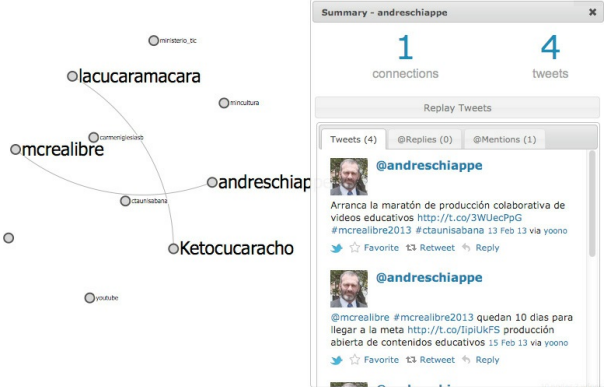 ministerio_tic
lacucaramacara
mincultura
carmeniglesiasb
mcrealibre
andreschiap
ctaunisabana
Ketocucaracho
youtube
Summary - andreschiappe
1 4
connections tweets
Replay Tweets
Tweets (4) @Replies (0) @Mentions (1)
@andreschiappe
Arranca la maratón de producción colaborativa de
videos educativos http://t.co/3WUecPpG
#mcrealibre2013 #ctaunisabana 13 Feb 13 via yoono
Favorite Retweet Reply
@andreschiappe
@mcrealibre #mcrealibre2013 quedan 10 dias para
llegar a la meta http://t.co/IipiUkFS producción
abierta de contenidos educativos 15 Feb 13 via yoono
Favorite Retweet Reply